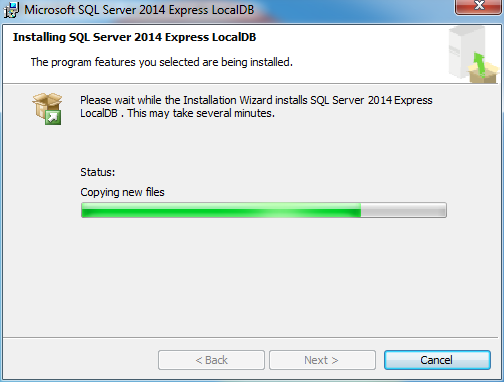 Microsoft SQL Server 2014 Express LocalDB
Installing SQL Server 2014 Express LocalDB
The program features you selected are being installed.
Please wait while the Installation Wizard installs SQL Server 2014 Express
LocalDB . This may take several minutes.
Status:
Copying new files
< Back
Next >
Cancel